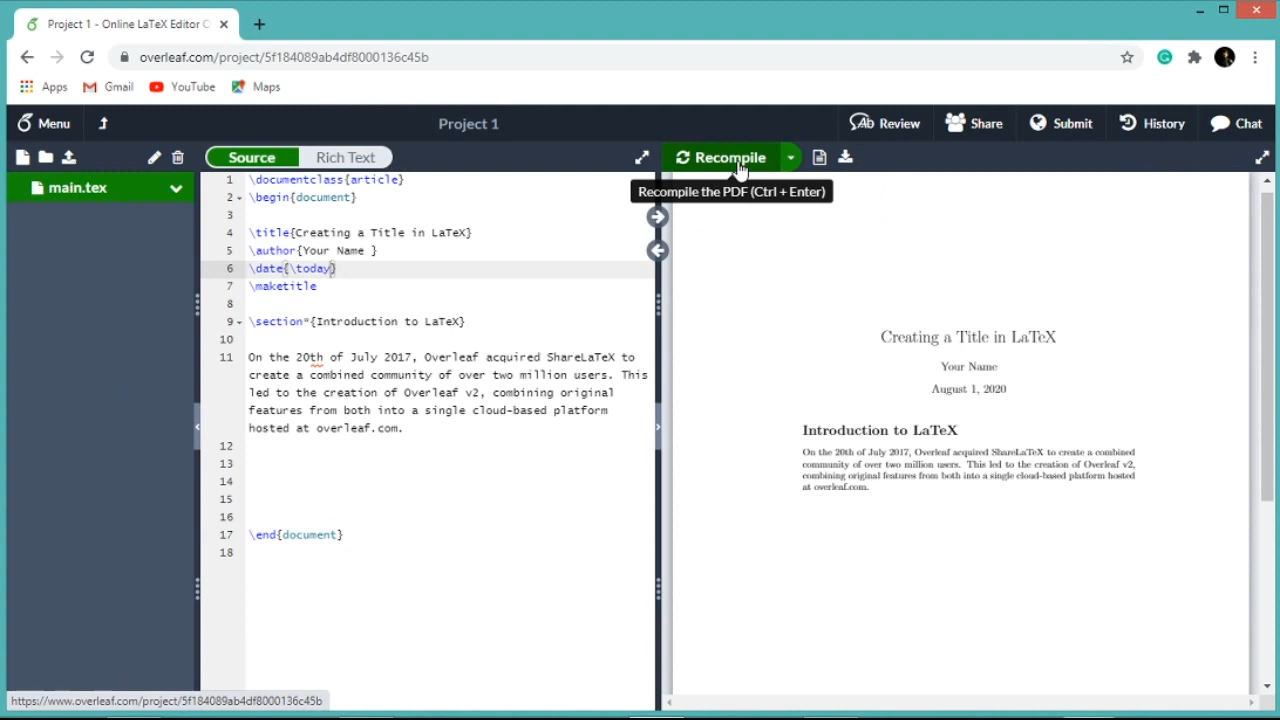 Project 1 - Online LaTeX Editor O
overleaf.com/project/5f184089ab4df8000136c45b
Apps Gmail YouTube Maps
Menu Project 1 Review Share Submit History Chat
Source Rich Text Recompile
main.tex
Recompile the PDF (Ctrl + Enter)
1 \documentclass{article}
2 \begin{document}
3
4 \title{Creating a Title in LaTeX}
5 \author{Your Name }
6 \date{\today}
7 \maketitle
8
9 \section*{Introduction to LaTeX}
10
11 On the 20th of July 2017, Overleaf acquired ShareLaTeX to
create a combined community of over two million users. This
led to the creation of Overleaf v2, combining original
features from both into a single cloud-based platform
hosted at overleaf.com.
12
13
14
15
16
17 \end{document}
18
Creating a Title in LaTeX
Your Name
August 1, 2020
Introduction to LaTeX
On the 20th of July 2017, Overleaf acquired ShareLaTeX to create a combined
community of over two million users. This led to the creation of Overleaf v2,
combining original features from both into a single cloud-based platform hosted
at overleaf.com.
https://www.overleaf.com/project/5f184089ab4df8000136c45b